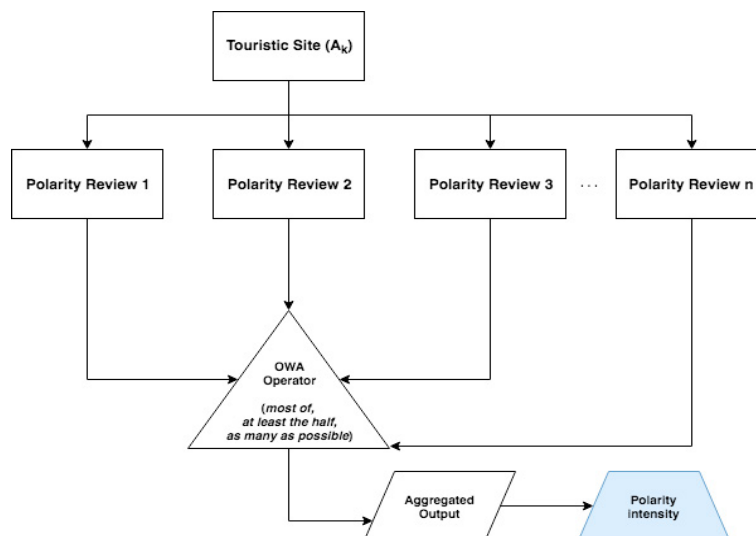 Touristic Site (Ak)
Polarity Review 1
Polarity Review 2
Polarity Review 3
...
Polarity Review n
OWA
Operator
(most of,
at least the half,
as many as possible)
Aggregated
Output
Polarity
intensity